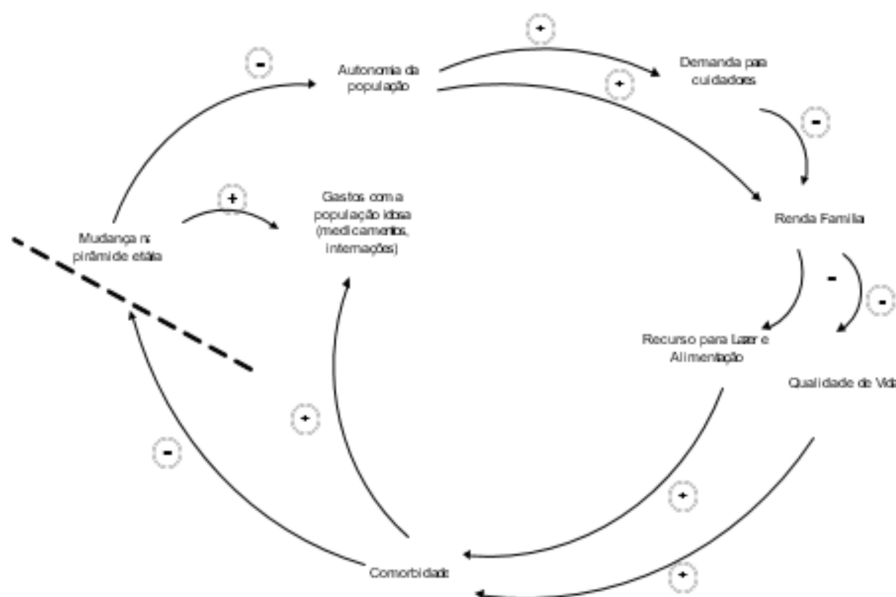 +
-
Autonomia da
população
Demanda para
cuidadores
+
-
+
Gastos com a
população idosa
(medicamentos,
internações)
Renda Familia
Mudança na
pirâmide etária
-
-
Recurso para Lazer e
Alimentação
Qualidade de Vida
+
-
+
Comorbidade
+